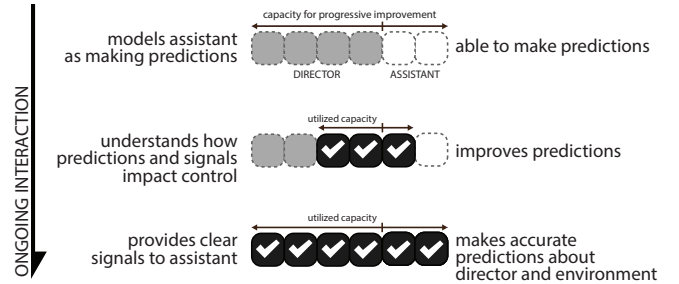 capacity for progressive improvement
models assistant
as making predictions
able to make predictions
DIRECTOR
ASSISTANT
ONGOING INTERACTION
utilized capacity
understands how
predictions and signals
impact control
improves predictions
utilized capacity
provides clear
signals to assistant
makes accurate
predictions about
director and environment